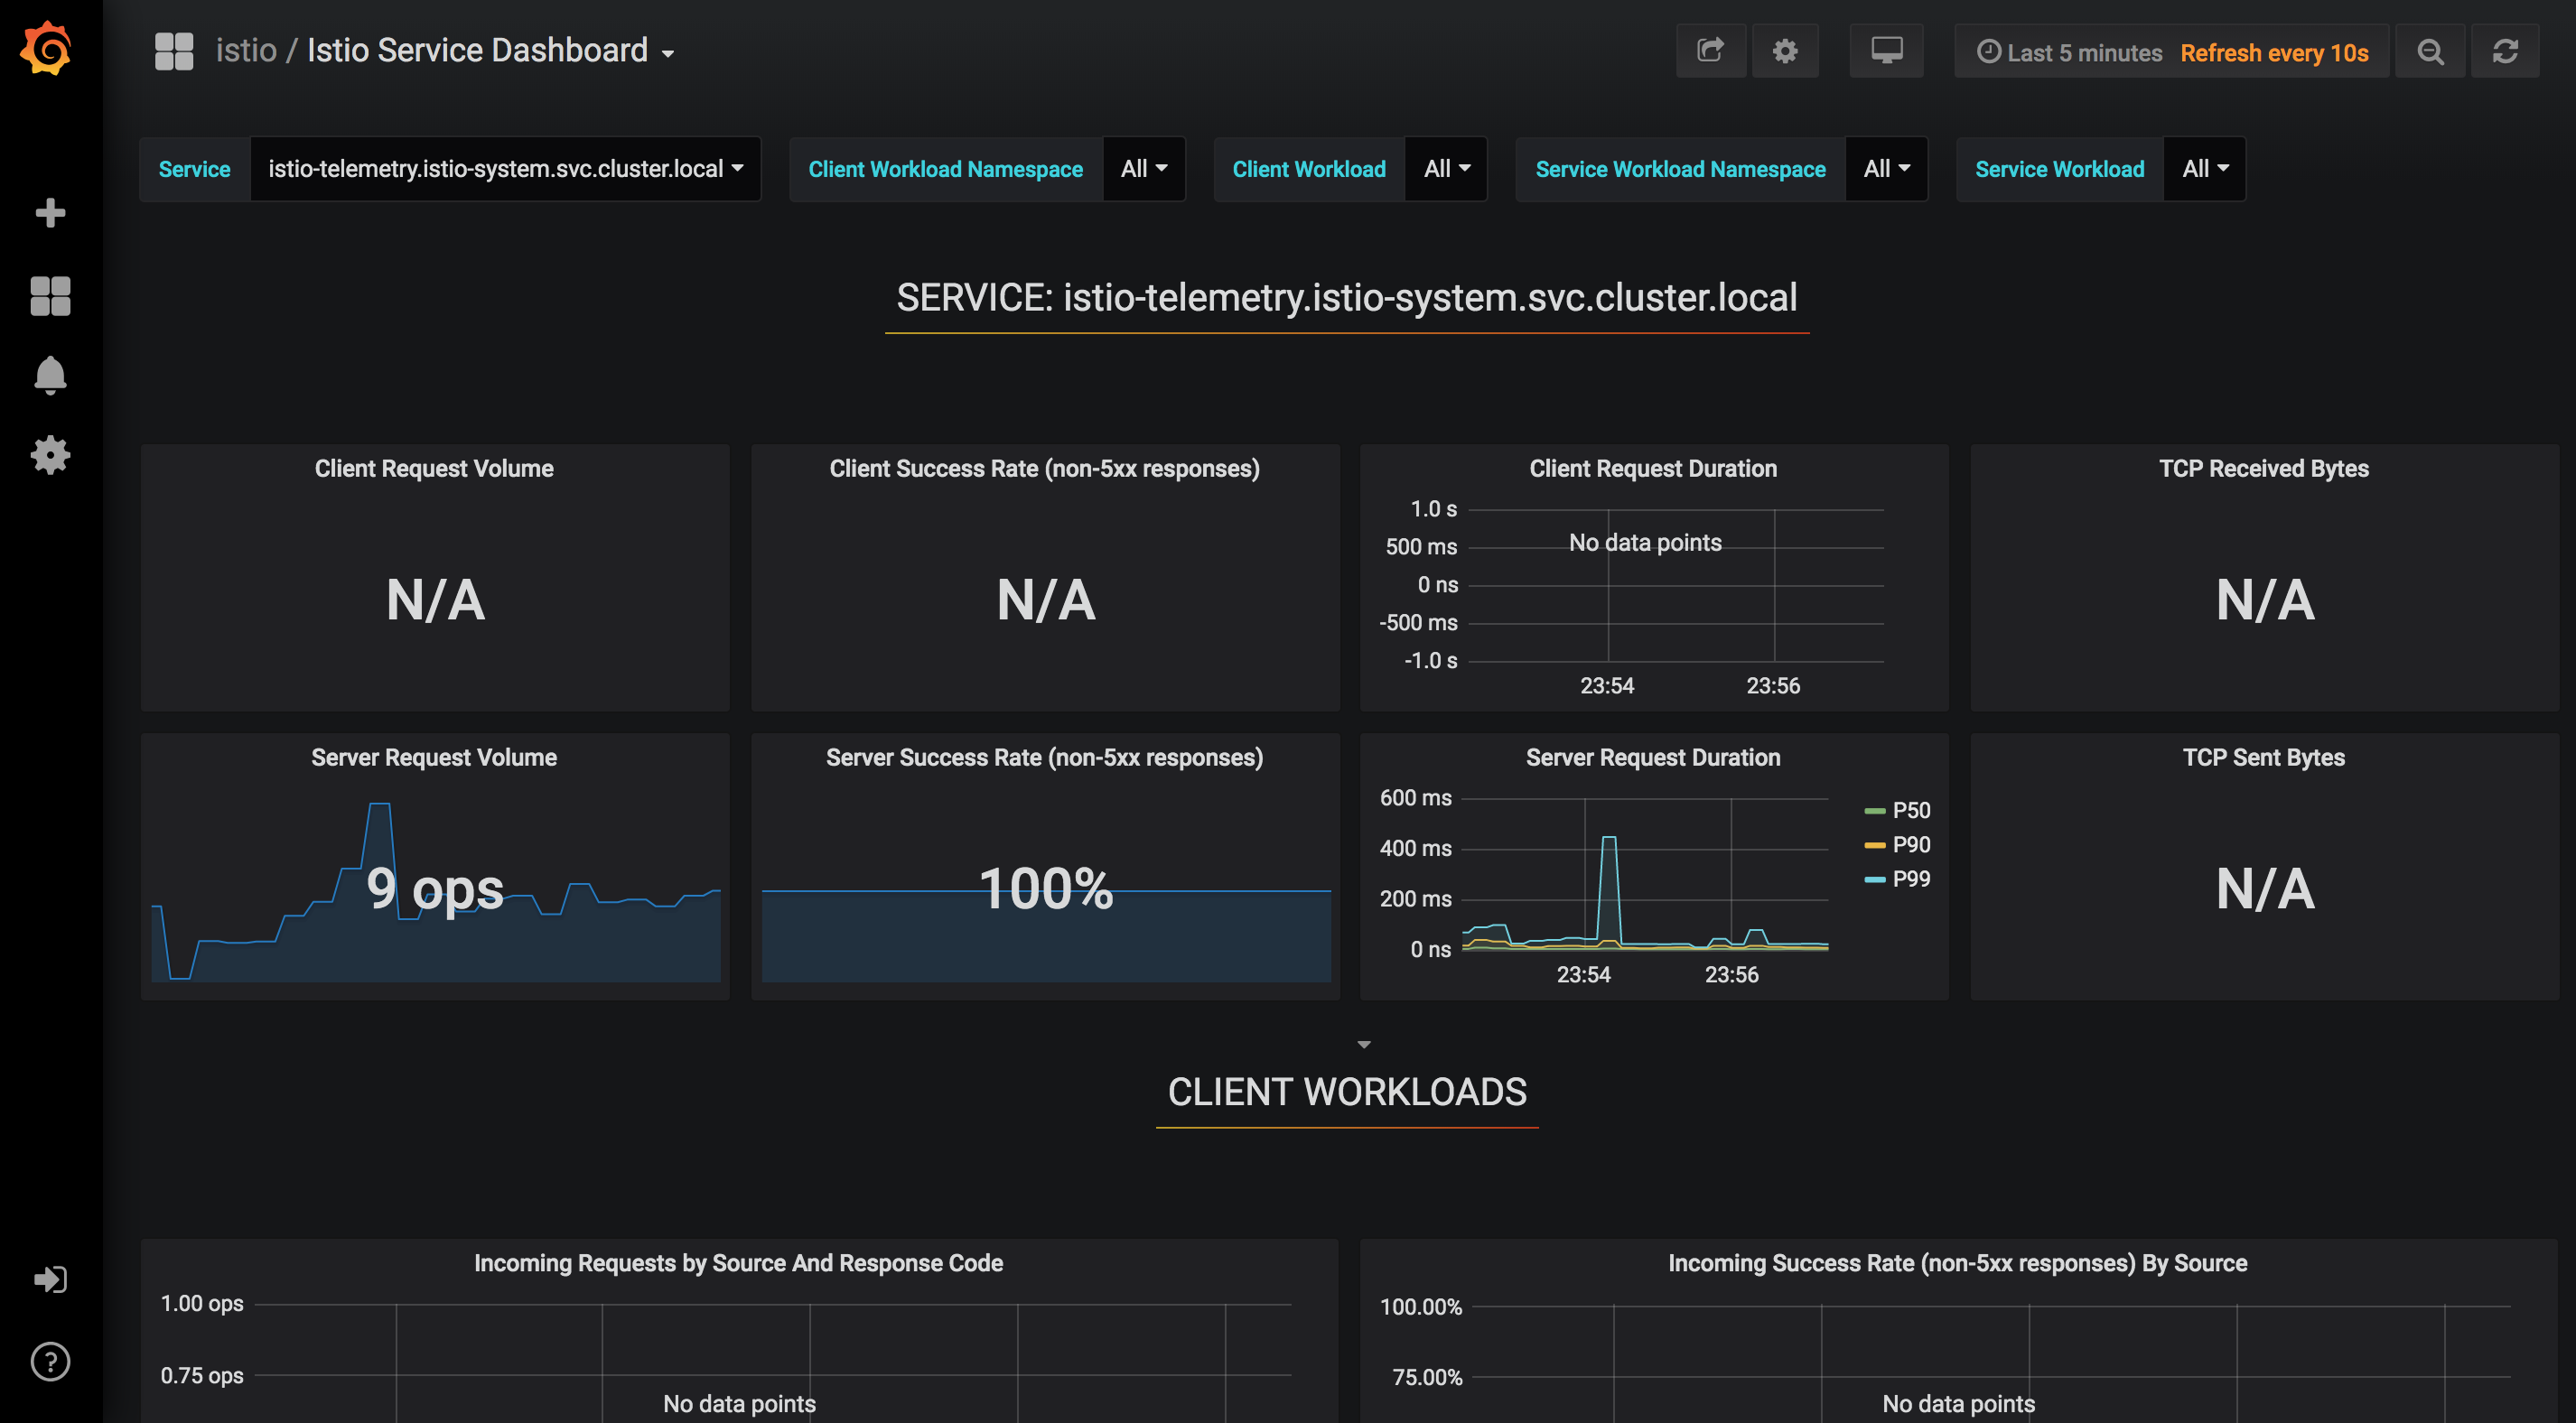 istio / Istio Service Dashboard
Last 5 minutes Refresh every 10s
Service istio-telemetry.istio-system.svc.cluster.local Client Workload Namespace All Client Workload All Service Workload Namespace All Service Workload All
SERVICE: istio-telemetry.istio-system.svc.cluster.local
Client Request Volume
N/A
Client Success Rate (non-5xx responses)
N/A
Client Request Duration
1.0 s
500 ms
0 ns
-500 ms
-1.0 s
No data points
23:54 23:56
TCP Received Bytes
N/A
Server Request Volume
9 ops
Server Success Rate (non-5xx responses)
100%
Server Request Duration
600 ms
400 ms
200 ms
0 ns
23:54 23:56
P50
P90
P99
TCP Sent Bytes
N/A
CLIENT WORKLOADS
Incoming Requests by Source And Response Code
1.00 ops
0.75 ops
No data points
Incoming Success Rate (non-5xx responses) By Source
100.00%
75.00%
No data points